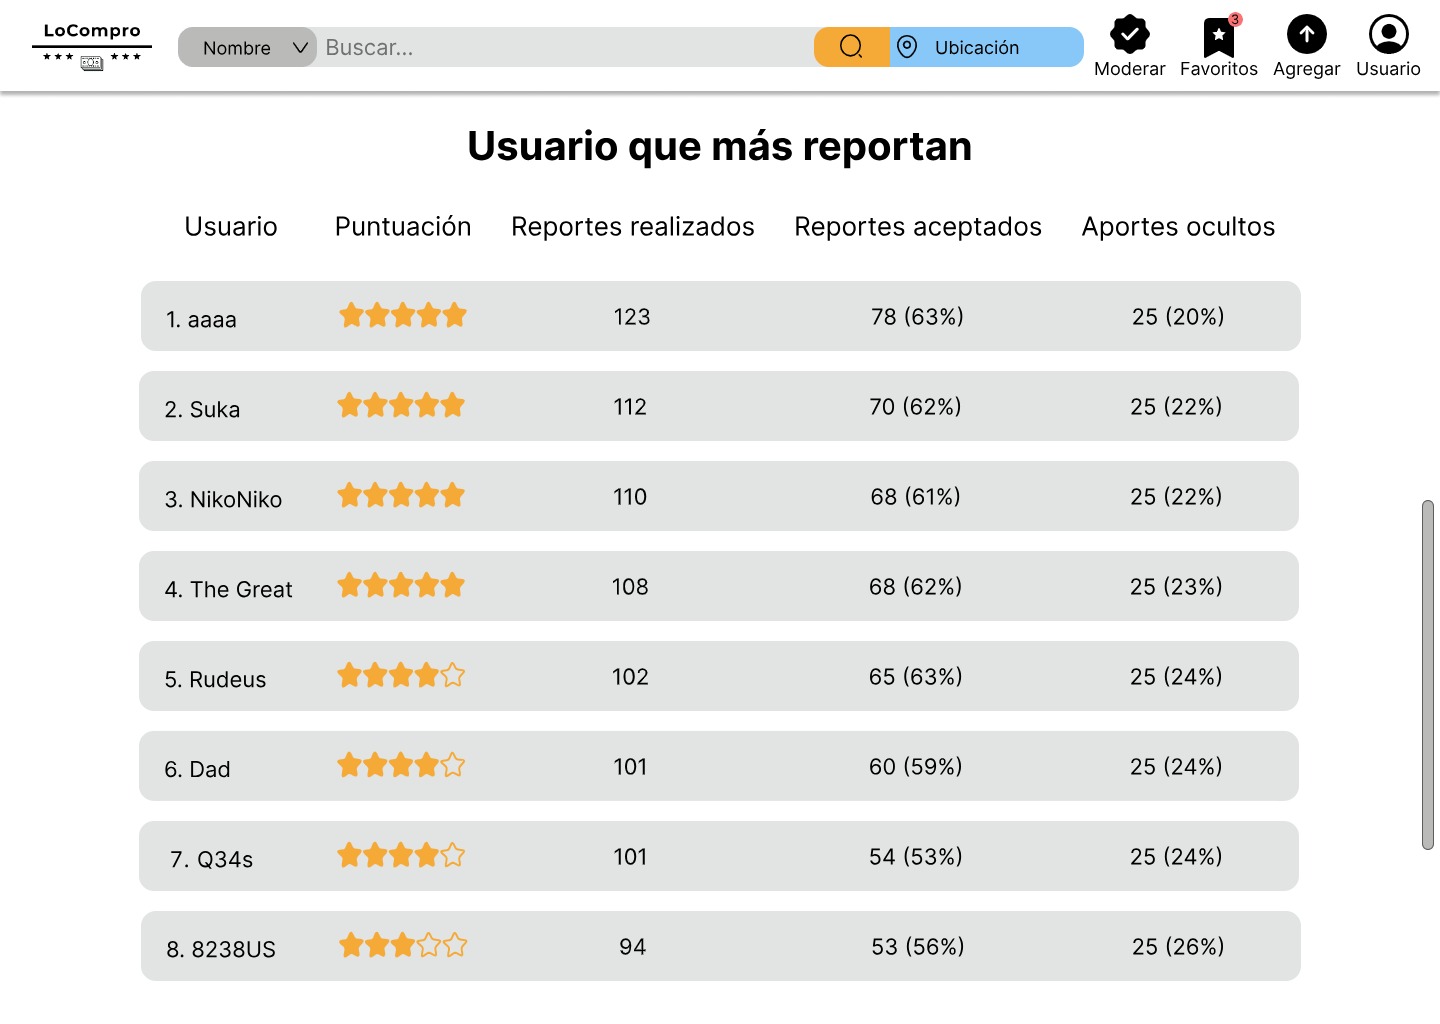 LoCompro
Nombre
Buscar...
Ubicación
Moderar
3
Favoritos
Agregar
Usuario
Usuario que más reportan
Usuario Puntuación Reportes realizados Reportes aceptados Aportes ocultos
1. aaaa 123 78 (63%) 25 (20%)
2. Suka 112 70 (62%) 25 (22%)
3. NikoNiko 110 68 (61%) 25 (22%)
4. The Great 108 68 (62%) 25 (23%)
5. Rudeus 102 65 (63%) 25 (24%)
6. Dad 101 60 (59%) 25 (24%)
7. Q34s 101 54 (53%) 25 (24%)
8. 8238US 94 53 (56%) 25 (26%)